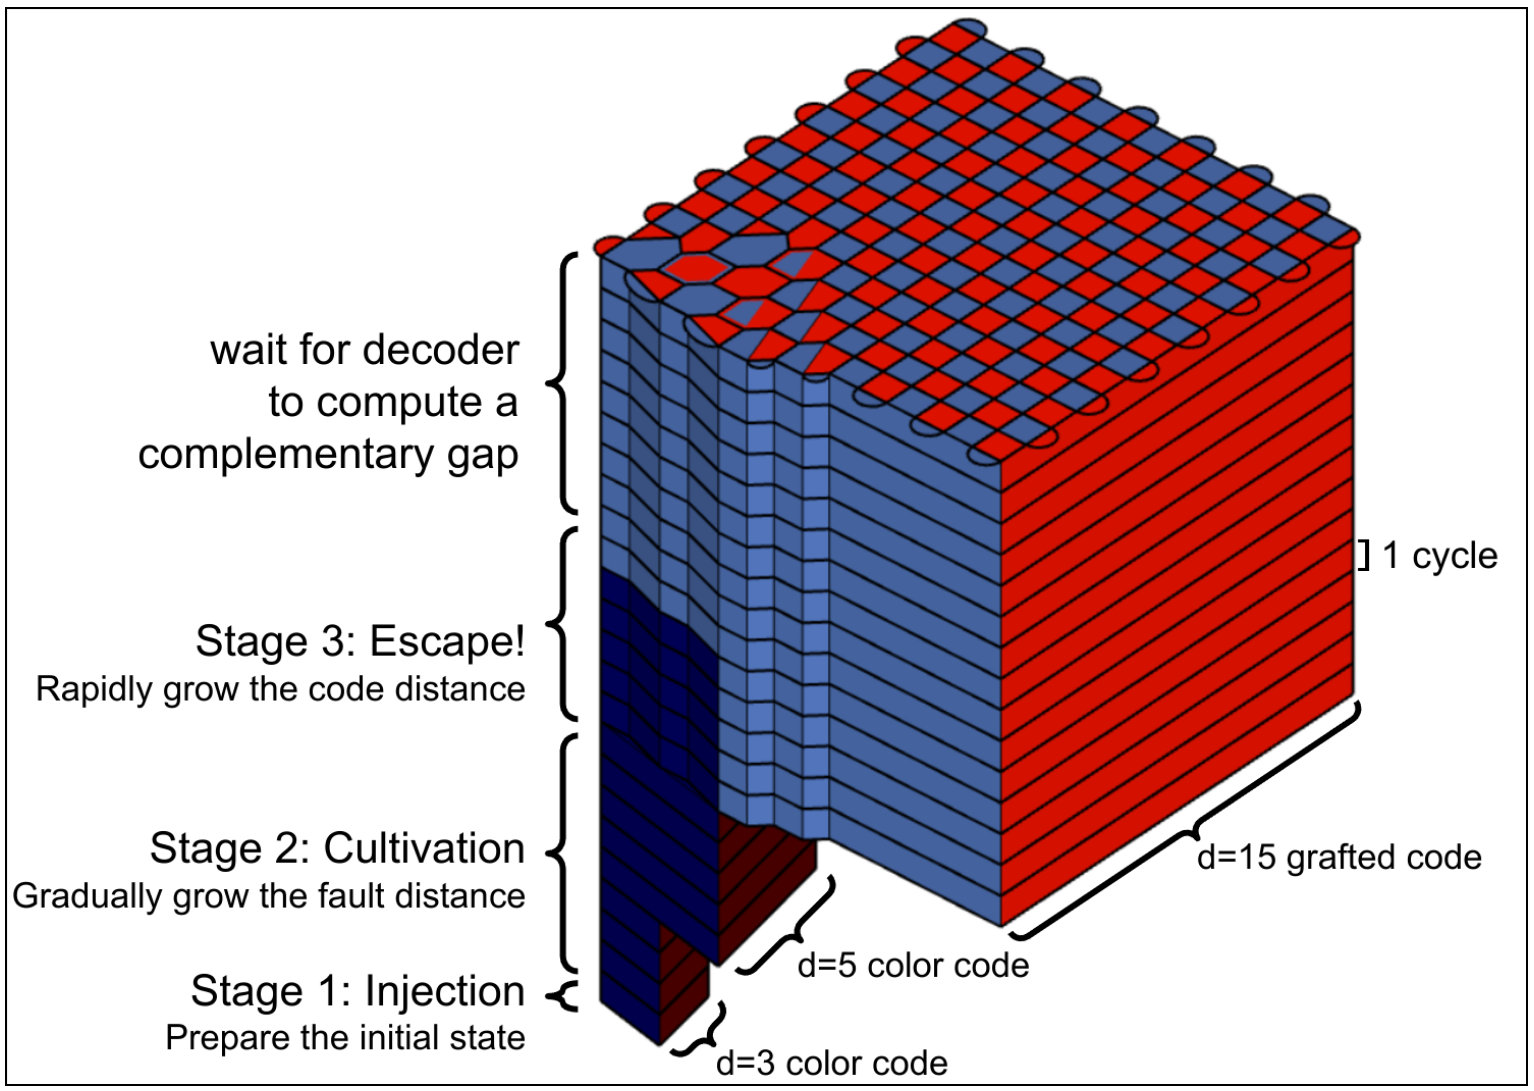 wait for decoder
to compute a
complementary gap
1 cycle
Stage 3: Escape!
Rapidly grow the code distance
Stage 2: Cultivation
Gradually grow the fault distance
d=15 grafted code
d=5 color code
Stage 1: Injection
Prepare the initial state
d=3 color code